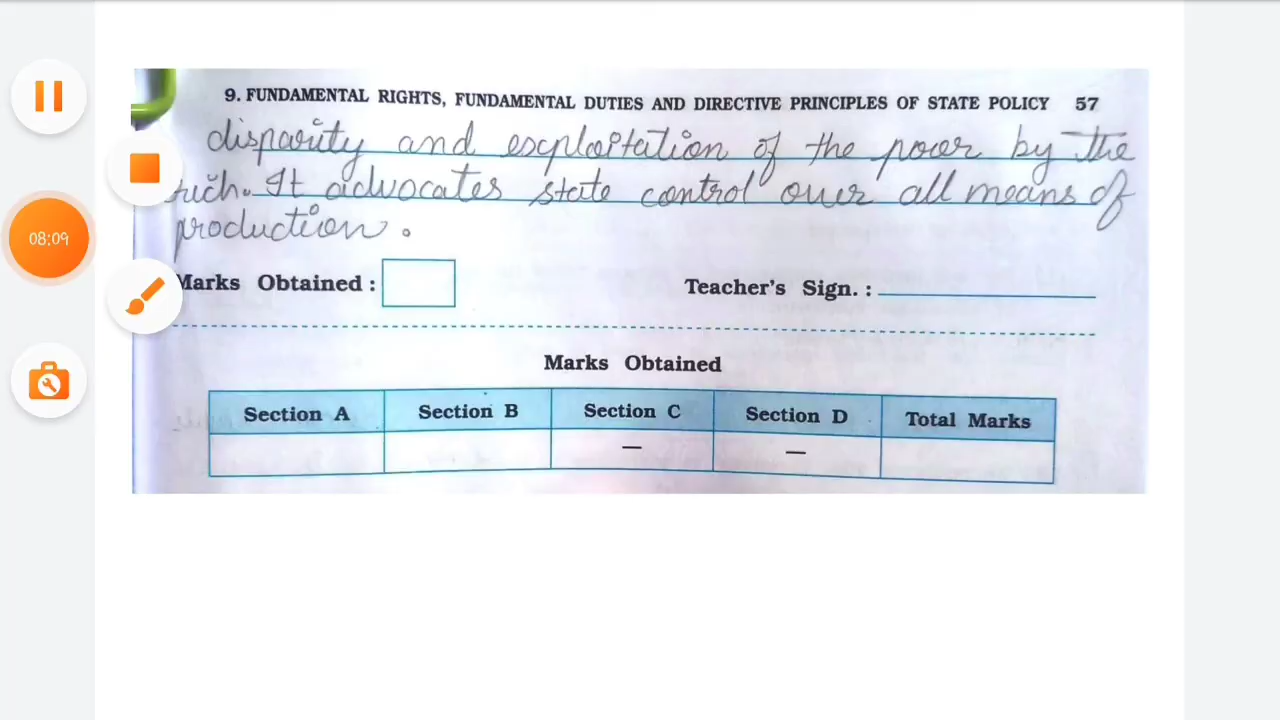 9. FUNDAMENTAL RIGHTS, FUNDAMENTAL DUTIES AND DIRECTIVE PRINCIPLES OF STATE POLICY 57
disparity and exploitation of the poor by the
rich. It advocates state control over all means of
production.
08:09
Marks Obtained : Teacher's Sign. :
Marks Obtained
Section A Section B Section C Section D Total Marks
— —